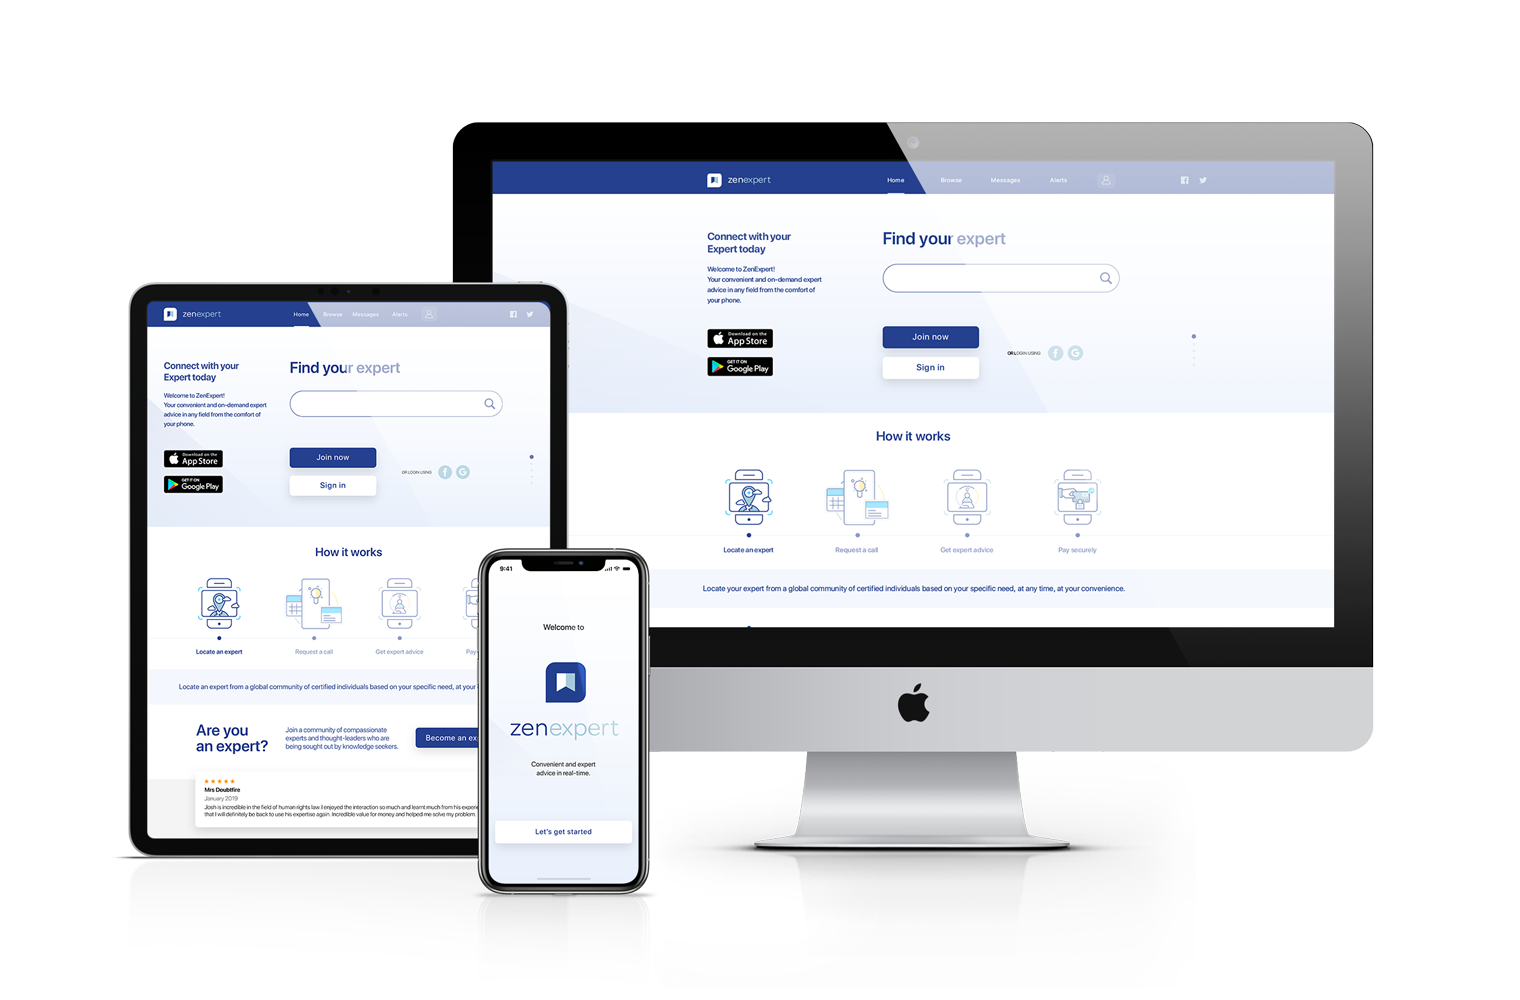 zenexpert
Home
Browse
Messages
Alerts
Connect with your
Expert today
Welcome to ZenExpert!
Your convenient and on-demand expert
advice in any field from the comfort of
your phone.
Download on the
App Store
GET IT ON
Google Play
Find your expert
Join now
Sign in
OR LOGIN USING
f
G
How it works
Locate an expert
Request a call
Get expert advice
Pay securely
Locate your expert from a global community of certified individuals based on your specific need, at any time, at your convenience.
zenexpert
Home
Browse
Messages
Alerts
Connect with your
Expert today
Welcome to ZenExpert!
Your convenient and on-demand expert
advice in any field from the comfort of
your phone.
Download on the
App Store
GET IT ON
Google Play
Find your expert
Join now
Sign in
OR LOGIN USING
f
G
How it works
Locate an expert
Request a call
Get expert advice
Pay
Locate an expert from a global community of certified individuals based on your specific need, at your
Are you
an expert?
Join a community of compassionate
experts and thought-leaders who are
being sought out by knowledge seekers.
Become an ex
Mrs Doubtfire
January 2019
Josh is incredible in the field of human rights law. I enjoyed the interaction so much and learnt much from his exper
that I will definitely be back to use his expertise again. Incredible value for money and helped me solve my problem.
9:41
Welcome to
zenexpert
Convenient and expert
advice in real-time.
Let's get started